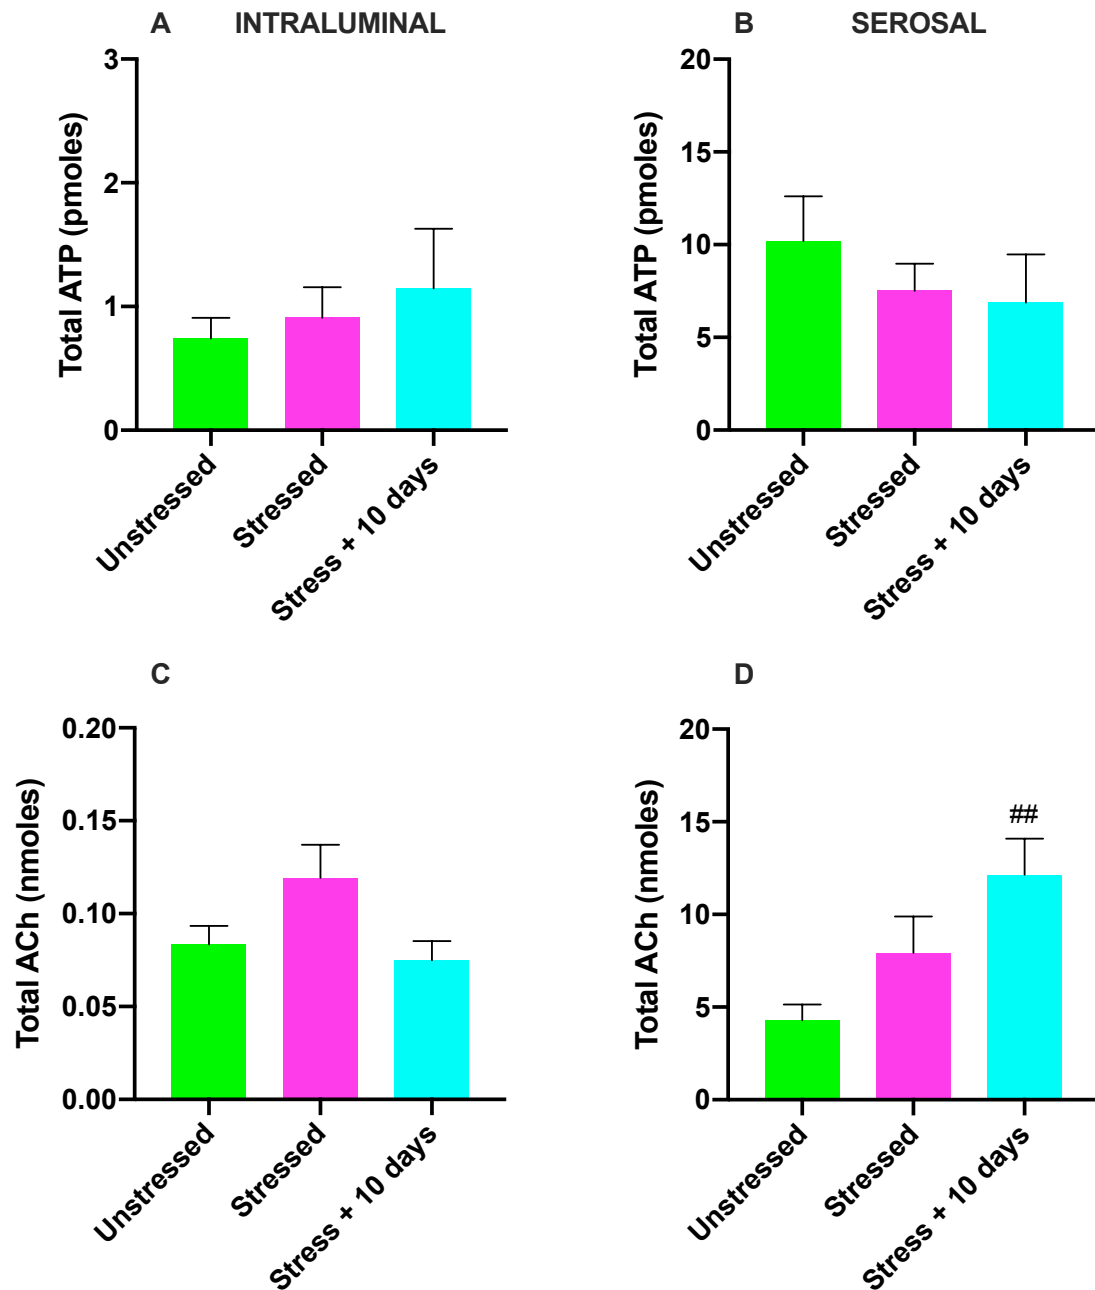 A INTRALUMINAL
3
2
1
0
Total ATP (pmoles)
Unstressed
Stressed
Stress + 10 days
B SEROSAL
20
15
10
5
0
Total ATP (pmoles)
Unstressed
Stressed
Stress + 10 days
C
0.20
0.15
0.10
0.05
0.00
Total ACh (nmoles)
Unstressed
Stressed
Stress + 10 days
D
20
15
10
5
0
Total ACh (nmoles)
##
Unstressed
Stressed
Stress + 10 days